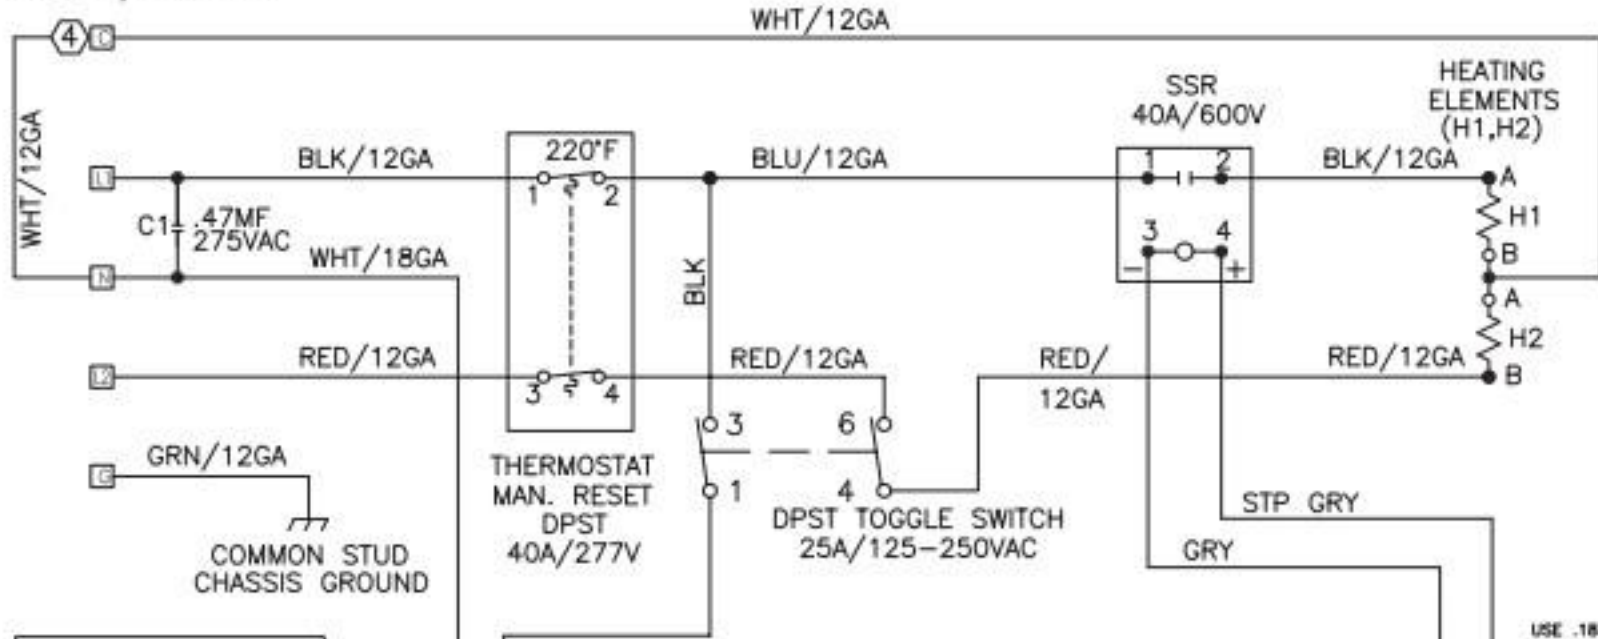 WHT/12GA
4
C
HEATING
ELEMENTS
(H1,H2)
SSR
40A/600V
WHT/12GA
L1
BLK/12GA
220°F
1
2
BLU/12GA
1
2
BLK/12GA
A
H1
B
C1
.47MF
275VAC
3
4
-
+
N
WHT/18GA
BLK
A
H2
B
L2
RED/12GA
3
4
RED/12GA
RED/
12GA
RED/12GA
3
1
6
4
G
GRN/12GA
THERMOSTAT
MAN. RESET
DPST
40A/277V
DPST TOGGLE SWITCH
25A/125-250VAC
STP GRY
GRY
COMMON STUD
CHASSIS GROUND
USE .18